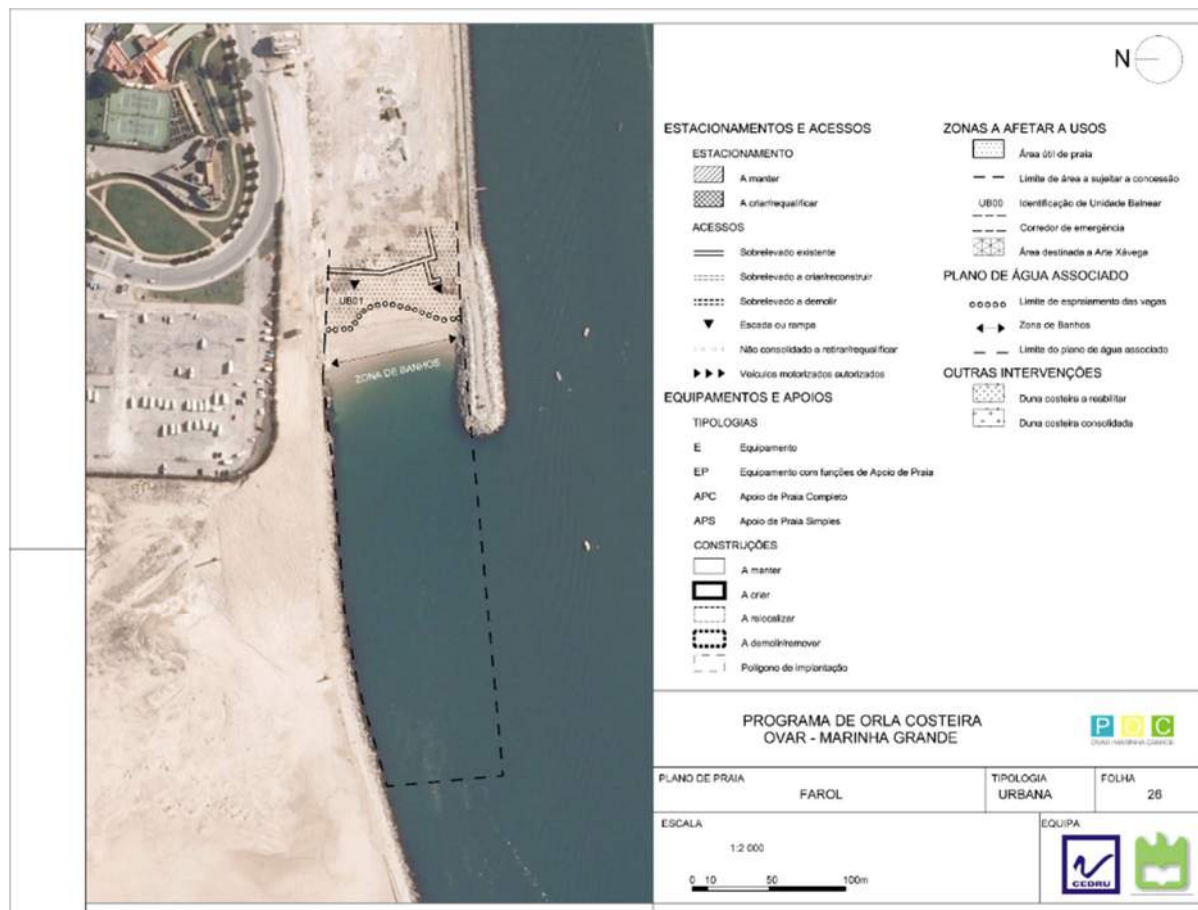 N
UB01
ZONA DE BANHOS
ESTACIONAMENTOS E ACESSOS
ESTACIONAMENTO
A manter
A criar/requalificar
ACESSOS
Sobrelevado existente
Sobrelevado a criar/reconstruir
Sobrelevado a demolir
Escada ou rampa
Não consolidado a retirar/requalificar
Veículos motorizados autorizados
EQUIPAMENTOS E APOIOS
TIPOLOGIAS
E Equipamento
EP Equipamento com funções de Apoio de Praia
APC Apoio de Praia Completo
APS Apoio de Praia Simples
CONSTRUÇÕES
A manter
A criar
A relocalizar
A demolir/remover
Polígono de implantação
ZONAS A AFETAR A USOS
Área útil de praia
Limite de área a sujeitar a concessão
UB00 Identificação de Unidade Balnear
Corredor de emergência
Área destinada a Arte Xávega
PLANO DE ÁGUA ASSOCIADO
Limite de espraiamento das vagas
Zona de Banhos
Limite do plano de água associado
OUTRAS INTERVENÇÕES
Duna costeira a reabilitar
Duna costeira consolidada
PROGRAMA DE ORLA COSTEIRA
OVAR - MARINHA GRANDE
POC
OVAR - MARINHA GRANDE
PLANO DE PRAIA
FAROL
TIPOLOGIA
URBANA
FOLHA
26
ESCALA
1:2 000
0 10 50 100m
EQUIPA
CEDRU